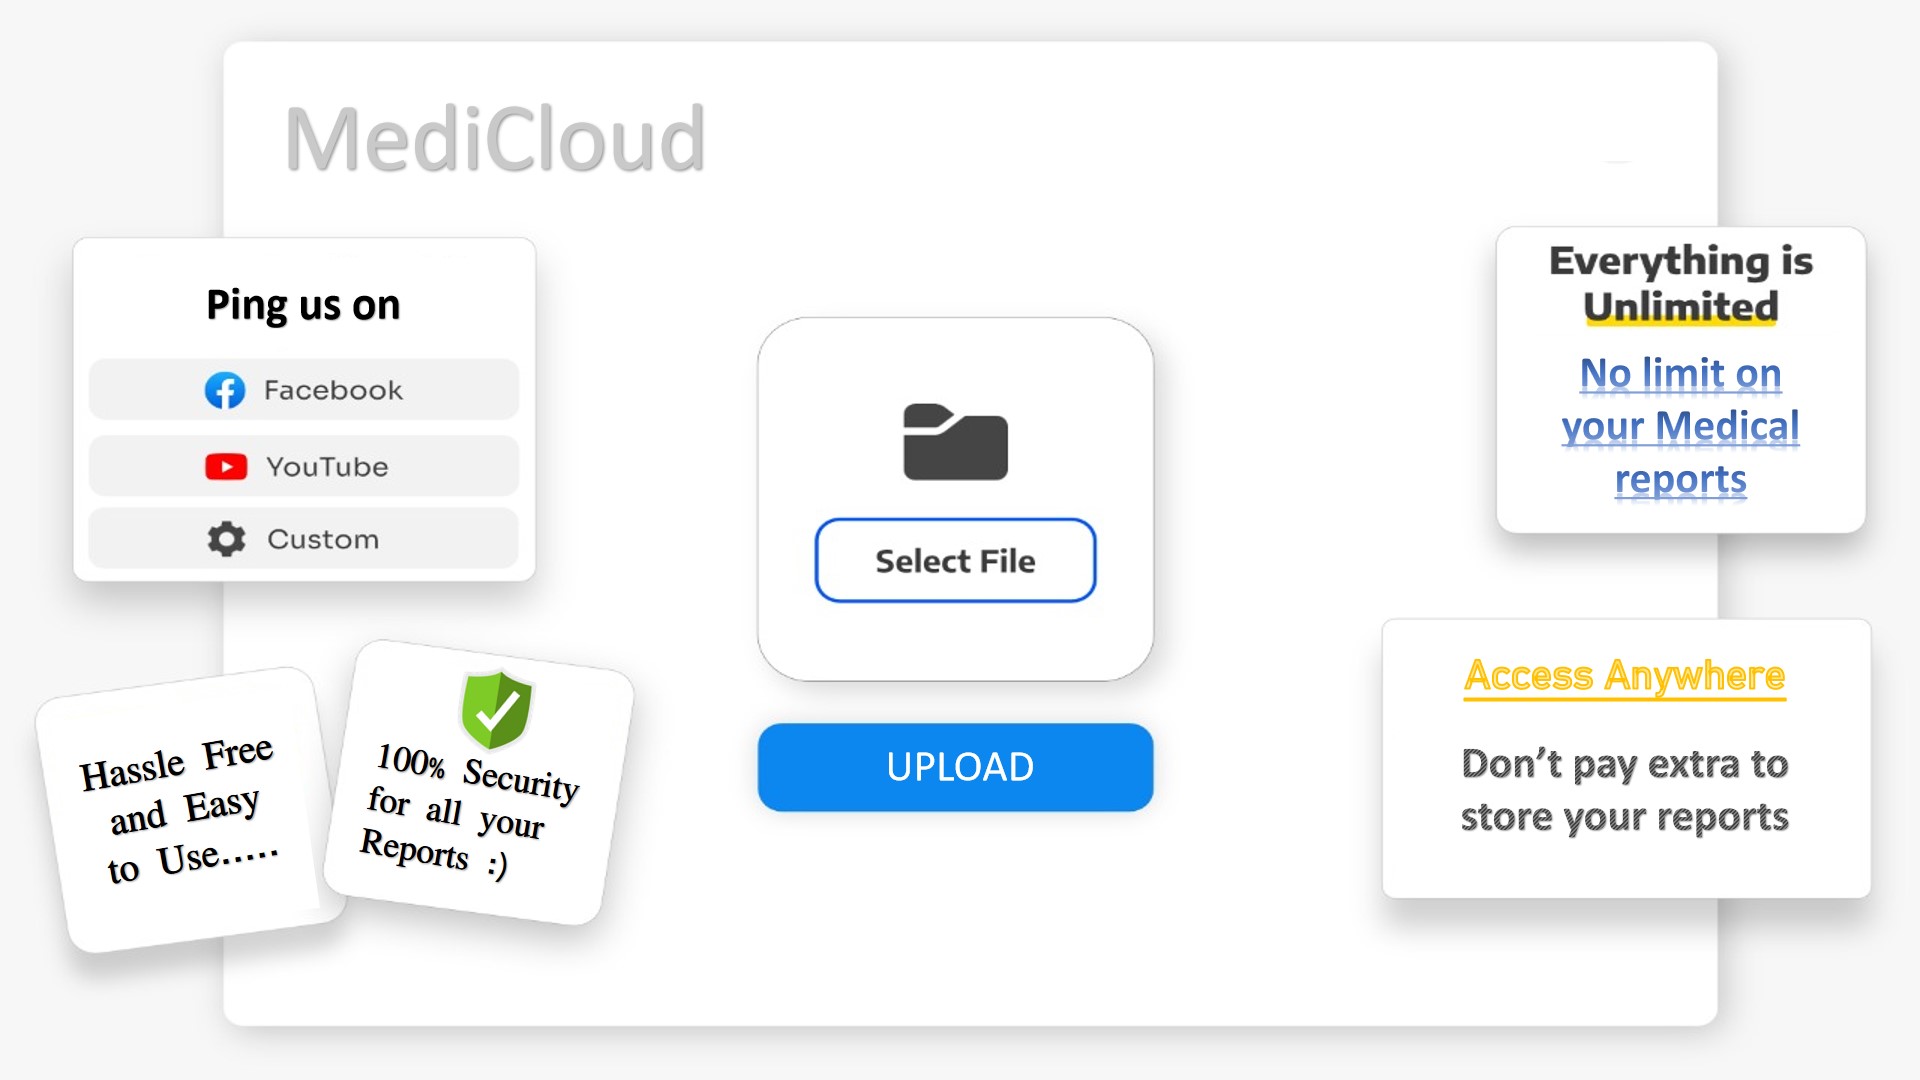 MediCloud
Ping us on
Facebook
YouTube
Custom
Select File
UPLOAD
Everything is
Unlimited
No limit on
your Medical
reports
Hassle Free
and Easy
to Use.....
100% Security
for all your
Reports :)
Access Anywhere
Don’t pay extra to
store your reports